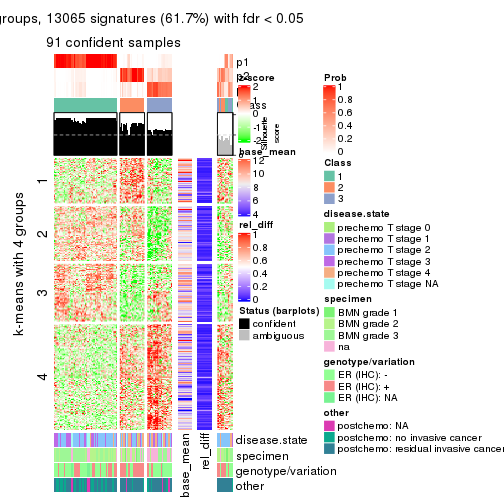 groups, 13065 signatures (61.7%) with fdr < 0.05
91 confident samples
p1
p2
z-score
2
1
0
-1
-2
Silhouette
score
base_mean
12
10
8
6
4
rel_diff
1
0.8
0.6
0.4
0.2
0
Status (barplots)
confident
ambiguous
Prob
1
0.8
0.6
0.4
0.2
0
Class
1
2
3
disease.state
prechemo T stage 0
prechemo T stage 1
prechemo T stage 2
prechemo T stage 3
prechemo T stage 4
prechemo T stage NA
specimen
BMN grade 1
BMN grade 2
BMN grade 3
na
genotype/variation
ER (IHC): -
ER (IHC): +
ER (IHC): NA
other
postchemo: NA
postchemo: no invasive cancer
postchemo: residual invasive cancer
k-means with 4 groups
1
2
3
4
disease.state
specimen
genotype/variation
other
base_mean
rel_diff